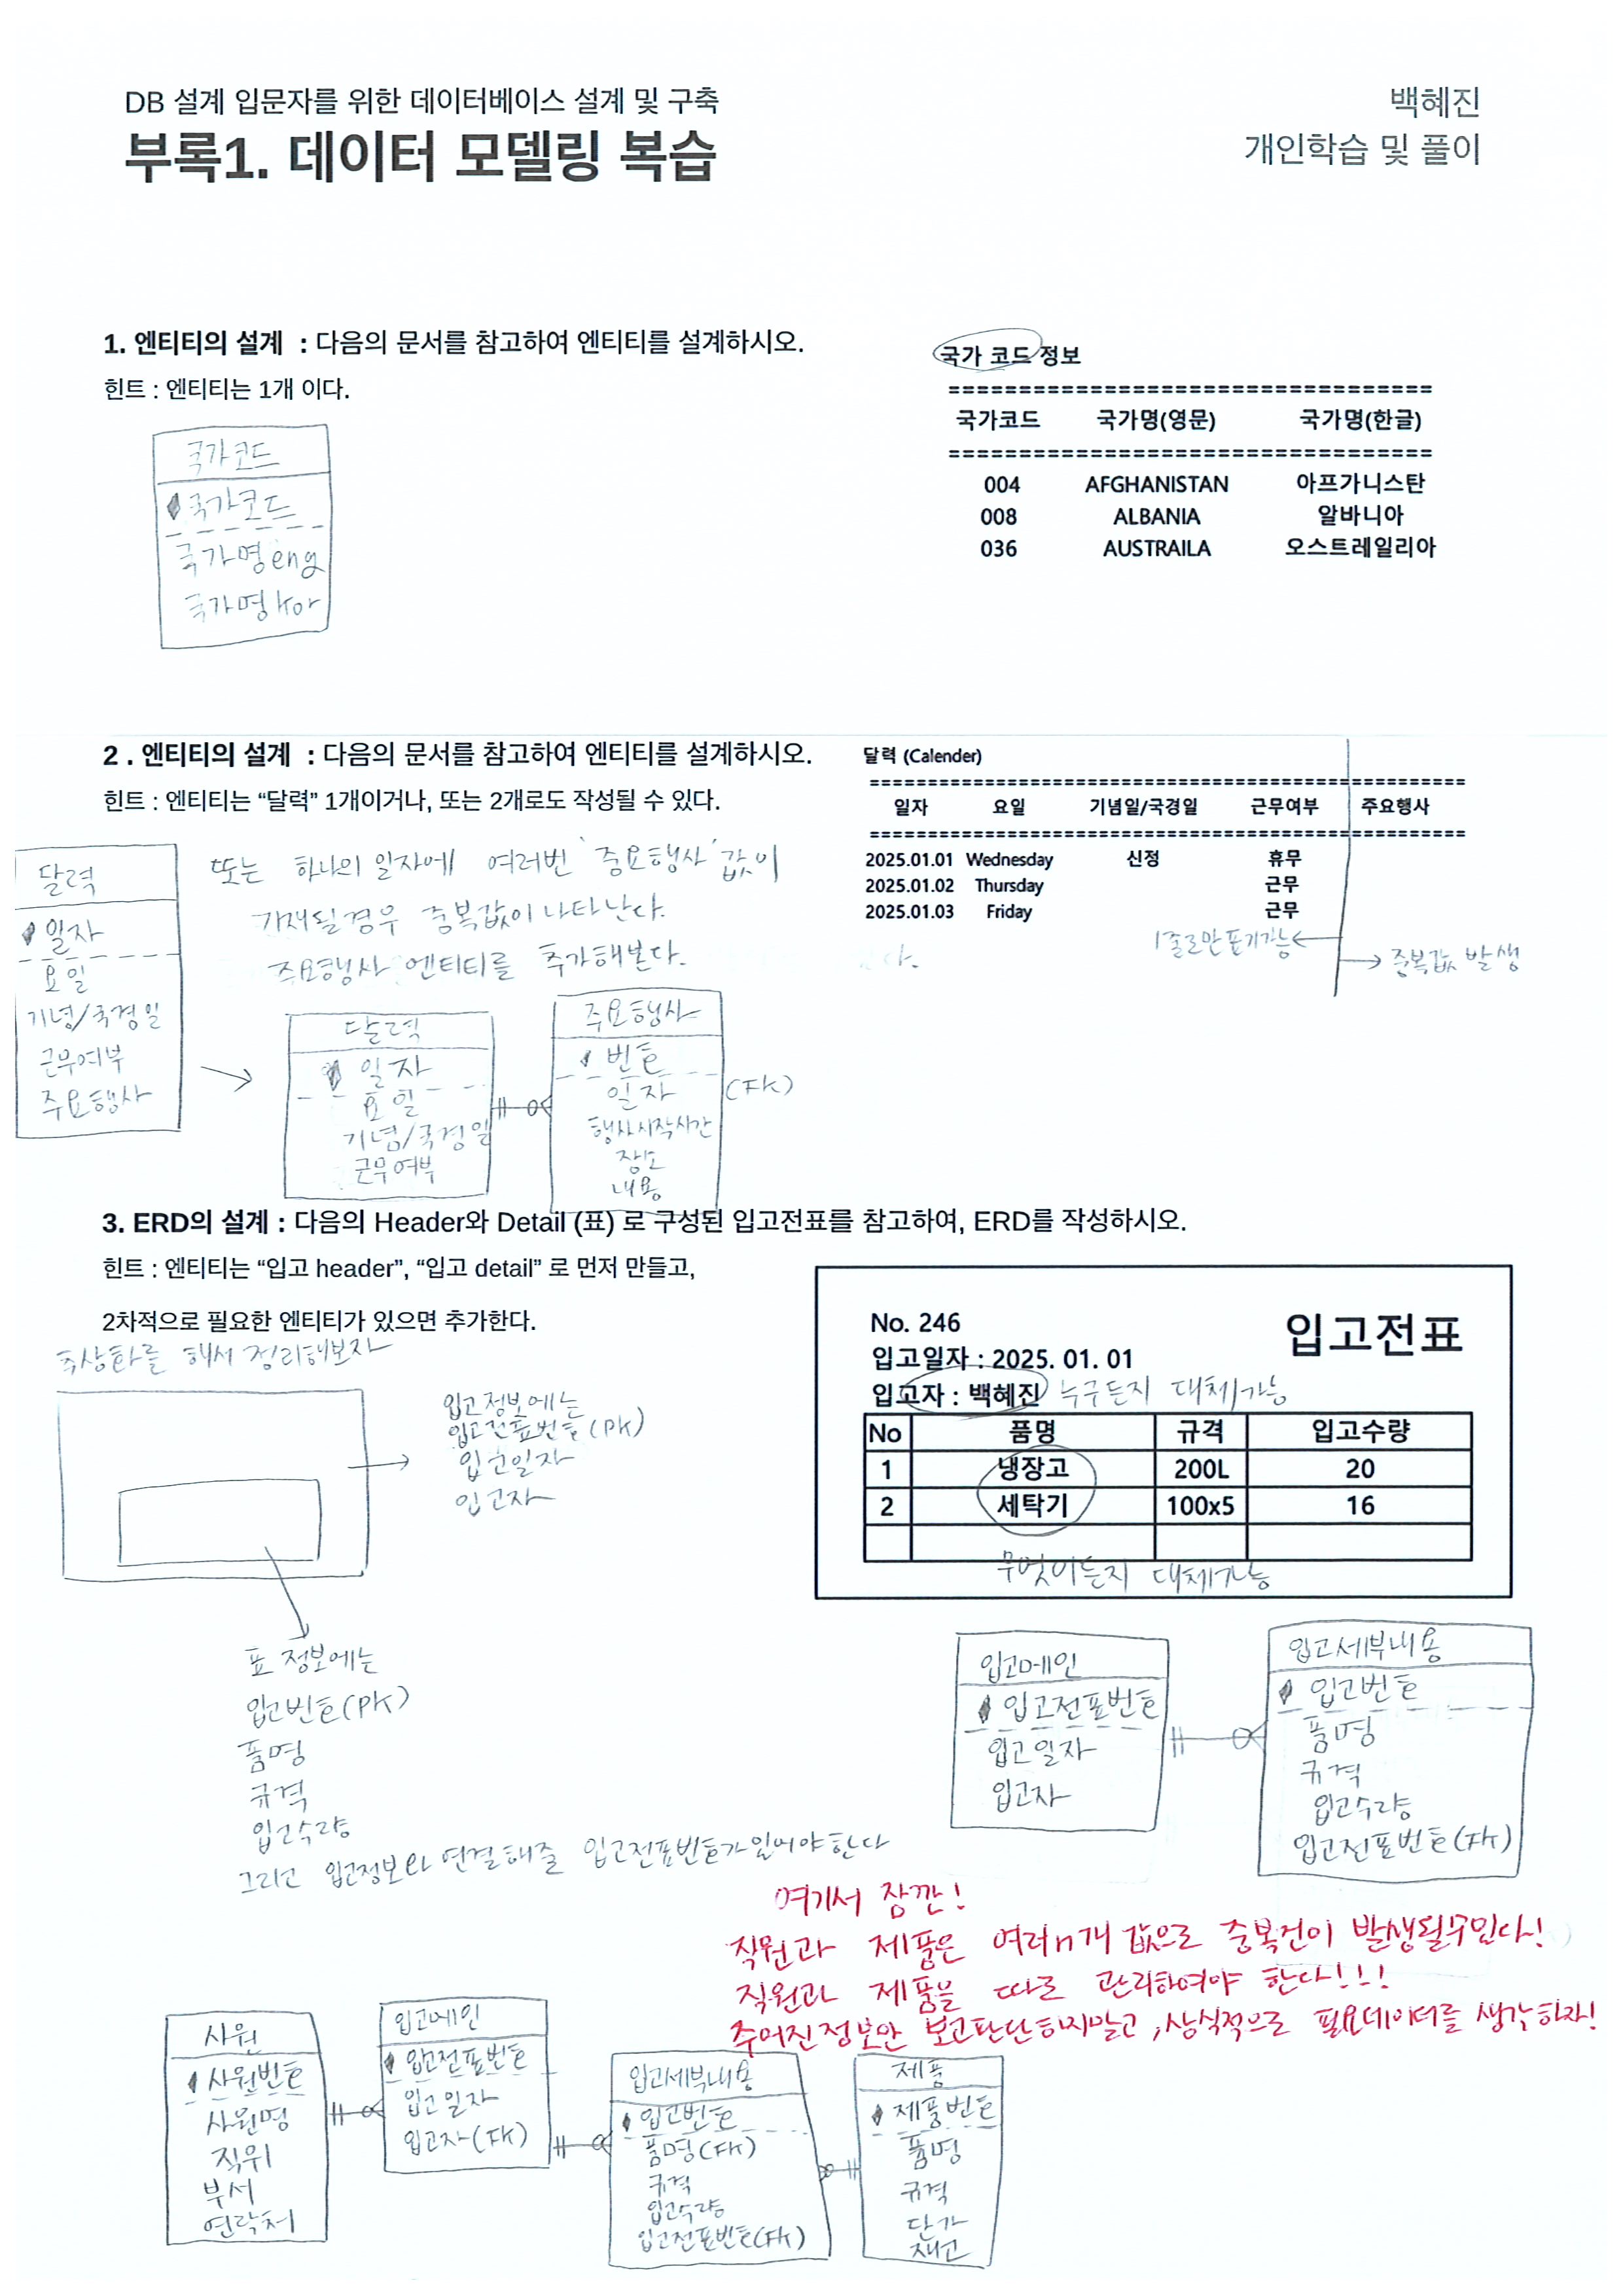 DB 설계 입문자를 위한 데이터베이스 설계 및 구축
부록1. 데이터 모델링 복습
백혜진
개인학습 및 풀이
1. 엔티티의 설계 : 다음의 문서를 참고하여 엔티티를 설계하시오.
힌트 : 엔티티는 1개 이다.
국가코드
국가코드
국가명eng
국가명kor
국가 코드 정보
==================================
국가코드 국가명(영문) 국가명(한글)
==================================
004 AFGHANISTAN 아프가니스탄
008 ALBANIA 알바니아
036 AUSTRAILA 오스트레일리아
2 . 엔티티의 설계 : 다음의 문서를 참고하여 엔티티를 설계하시오.
힌트 : 엔티티는 “달력” 1개이거나, 또는 2개로도 작성될 수 있다.
달력 (Calender)
일자 요일 기념일/국경일 근무여부 주요행사
2025.01.01 Wednesday 신정 휴무
2025.01.02 Thursday 근무
2025.01.03 Friday 근무
1줄로만 표기가능
중복값 발생
달력
일자
요일
기념/국경일
근무여부
주요행사
또는 하나의 일자에 여러번 '주요행사' 값이
기재될경우 중복값이 나타난다.
주요행사 엔티티를 추가해본다.
달력
일자
요일
기념/국경일
근무여부
주요행사
번호
일자 (FK)
행사시작시간
장소
내용
3. ERD의 설계 : 다음의 Header와 Detail (표) 로 구성된 입고전표를 참고하여, ERD를 작성하시오.
힌트 : 엔티티는 “입고 header”, “입고 detail” 로 먼저 만들고,
2차적으로 필요한 엔티티가 있으면 추가한다.
추상화를 해서 정리해보자
입고정보에는
입고전표번호(PK)
입고일자
입고자
표 정보에는
입고번호(PK)
품명
규격
입고수량
그리고 입고정보와 연결해줄 입고전표번호가있어야한다
No. 246
입고전표
입고일자 : 2025. 01. 01
입고자 : 백혜진 누구든지 대체가능
No 품명 규격 입고수량
1 냉장고 200L 20
2 세탁기 100x5 16
무엇이든지 대체가능
입고메인
입고전표번호
입고일자
입고자
입고세부내용
입고번호
품명
규격
입고수량
입고전표번호(FK)
여기서 잠깐!
직원과 제품은 여러n개 값으로 중복건이 발생될수있다!
직원과 제품을 따로 관리하여야 한다!!!
주어진정보만 보고판단하지말고, 상식적으로 필요데이터를 생각하자!
사원
사원번호
사원명
직위
부서
연락처
입고메인
입고전표번호
입고일자
입고자(FK)
입고세부내용
입고번호
품명(FK)
규격
입고수량
입고전표번호(FK)
제품
제품번호
품명
규격
단가
재고